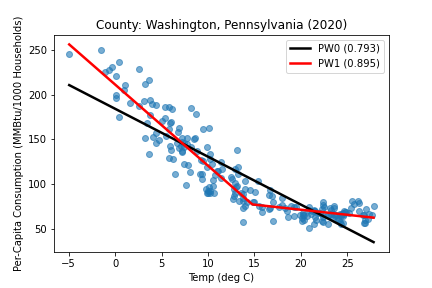 County: Washington, Pennsylvania (2020)
PW0 (0.793)
PW1 (0.895)
Per-Capita Consumption (MMBtu/1000 Households)
250
200
150
100
50
−5
0
5
10
15
20
25
Temp (deg C)